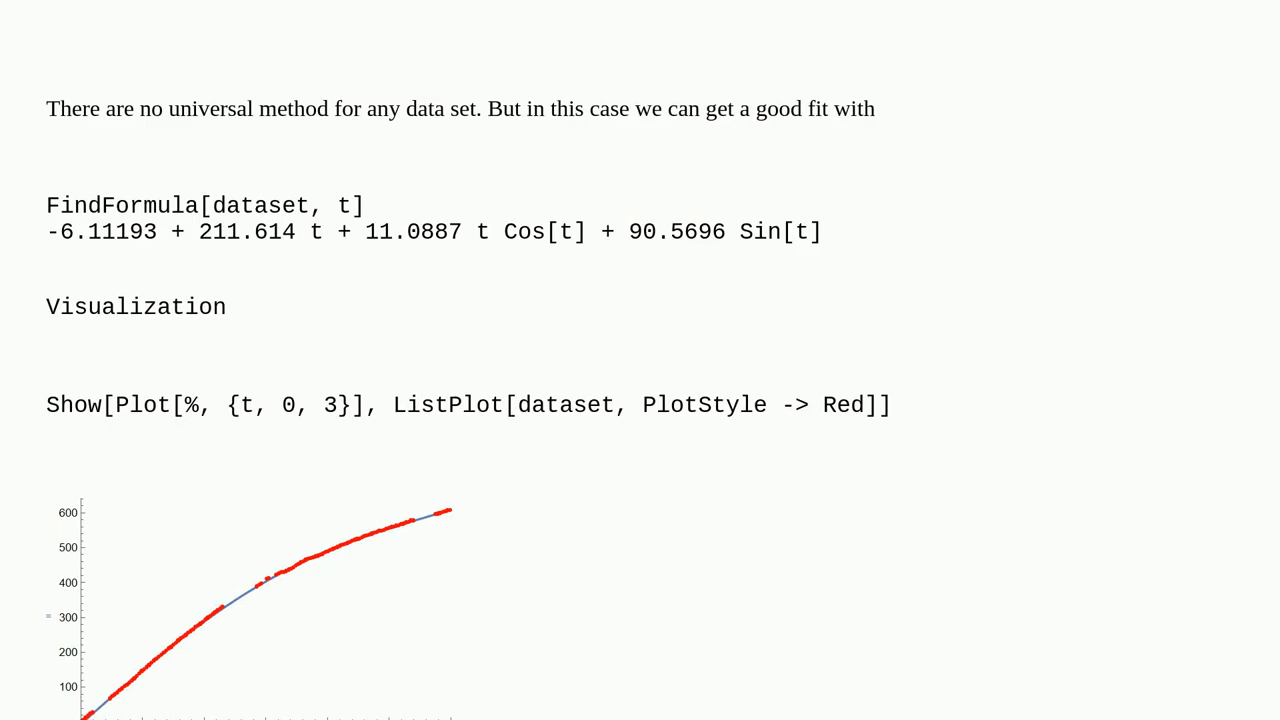 There are no universal method for any data set. But in this case we can get a good fit with
FindFormula[dataset, t]
-6.11193 + 211.614 t + 11.0887 t Cos[t] + 90.5696 Sin[t]
Visualization
Show[Plot[%, {t, 0, 3}], ListPlot[dataset, PlotStyle -> Red]]
600
500
400
= 300
200
100